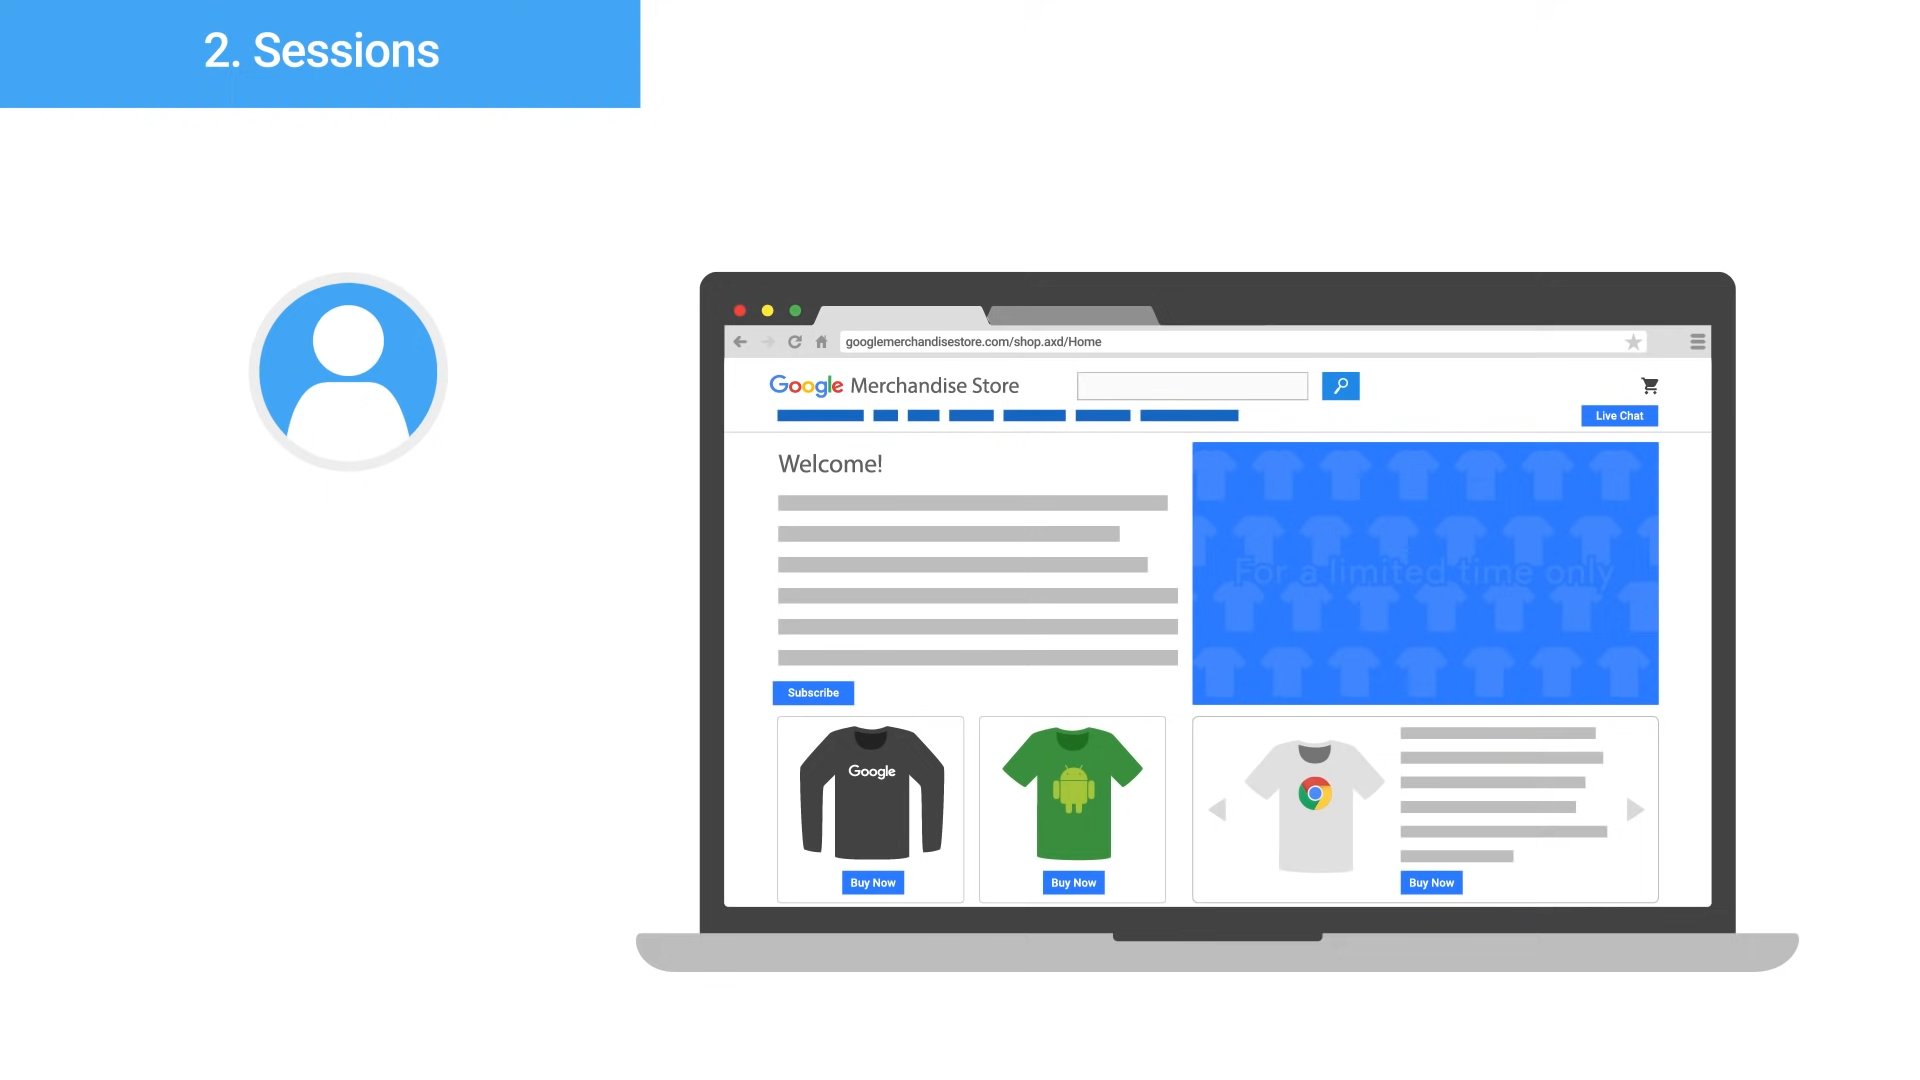 2. Sessions
googlemerchandisestore.com/shop.axd/Home
Google Merchandise Store
Live Chat
Welcome!
For a limited time only
Subscribe
Google
Buy Now
Buy Now
Buy Now